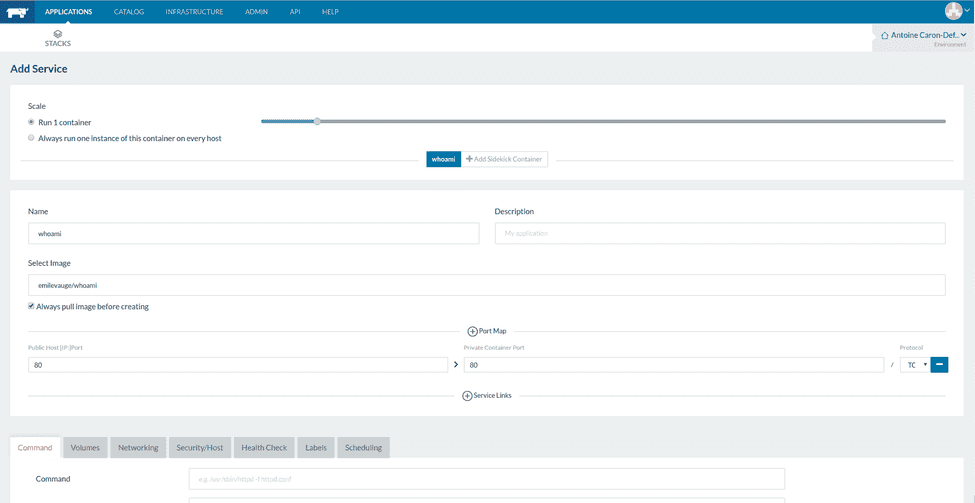 APPLICATIONS CATALOG INFRASTRUCTURE ADMIN API HELP
STACKS
Antoine Caron-Def...
Environment
Add Service
Scale
Run 1 container
Always run one instance of this container on every host
whoami + Add Sidekick Container
Name Description
whoami My application
Select Image
emilevauge/whoami
Always pull image before creating
Port Map
Public Host [IP:]Port Private Container Port Protocol
80 80 / TC
Service Links
Command Volumes Networking Security/Host Health Check Labels Scheduling
Command e.g. /usr/sbin/httpd -f httpd.conf